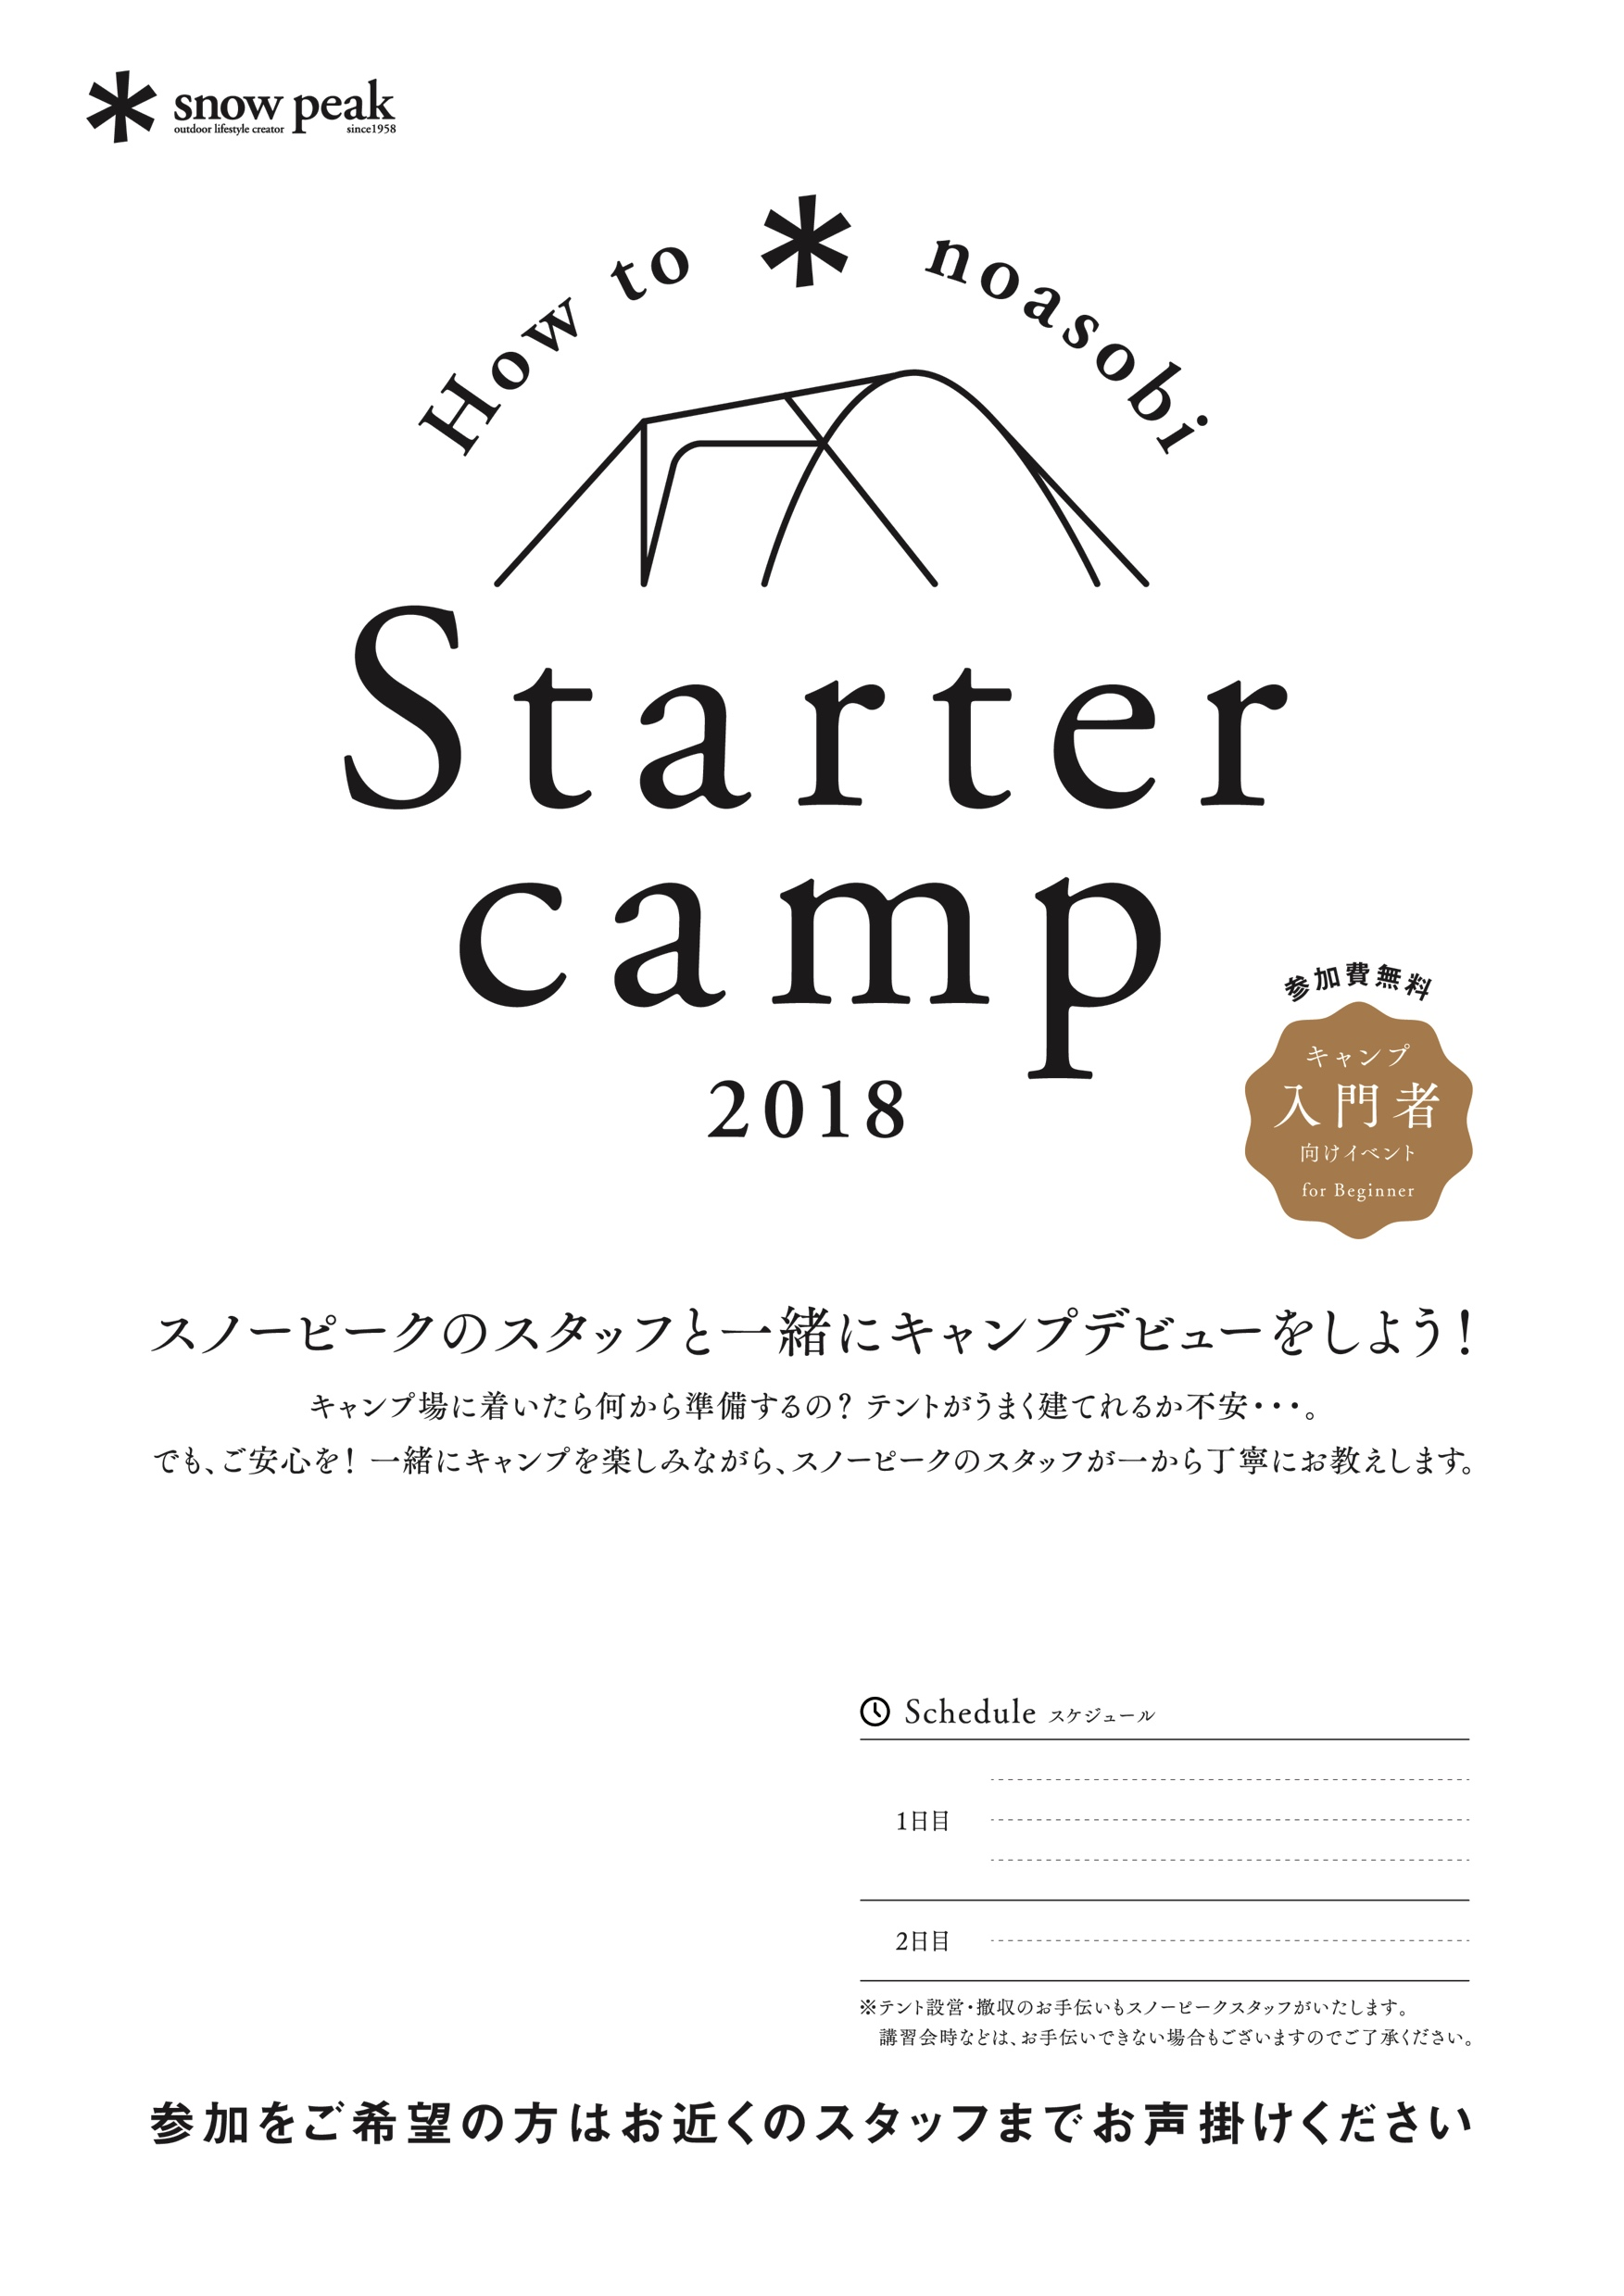 snow peak
outdoor lifestyle creator since1958
How to noasobi
Starter
camp
2018
参加費無料
キャンプ
入門者
向けイベント
for Beginner
スノーピークのスタッフと一緒にキャンプデビューをしよう！
キャンプ場に着いたら何から準備するの？ テントがうまく建てれるか不安・・・。
でも、ご安心を！ 一緒にキャンプを楽しみながら、スノーピークのスタッフが一から丁寧にお教えします。
Schedule スケジュール
1日目
2日目
※テント設営・撤収のお手伝いもスノーピークスタッフがいたします。
講習会時などは、お手伝いできない場合もございますのでご了承ください。
参加をご希望の方はお近くのスタッフまでお声掛けください